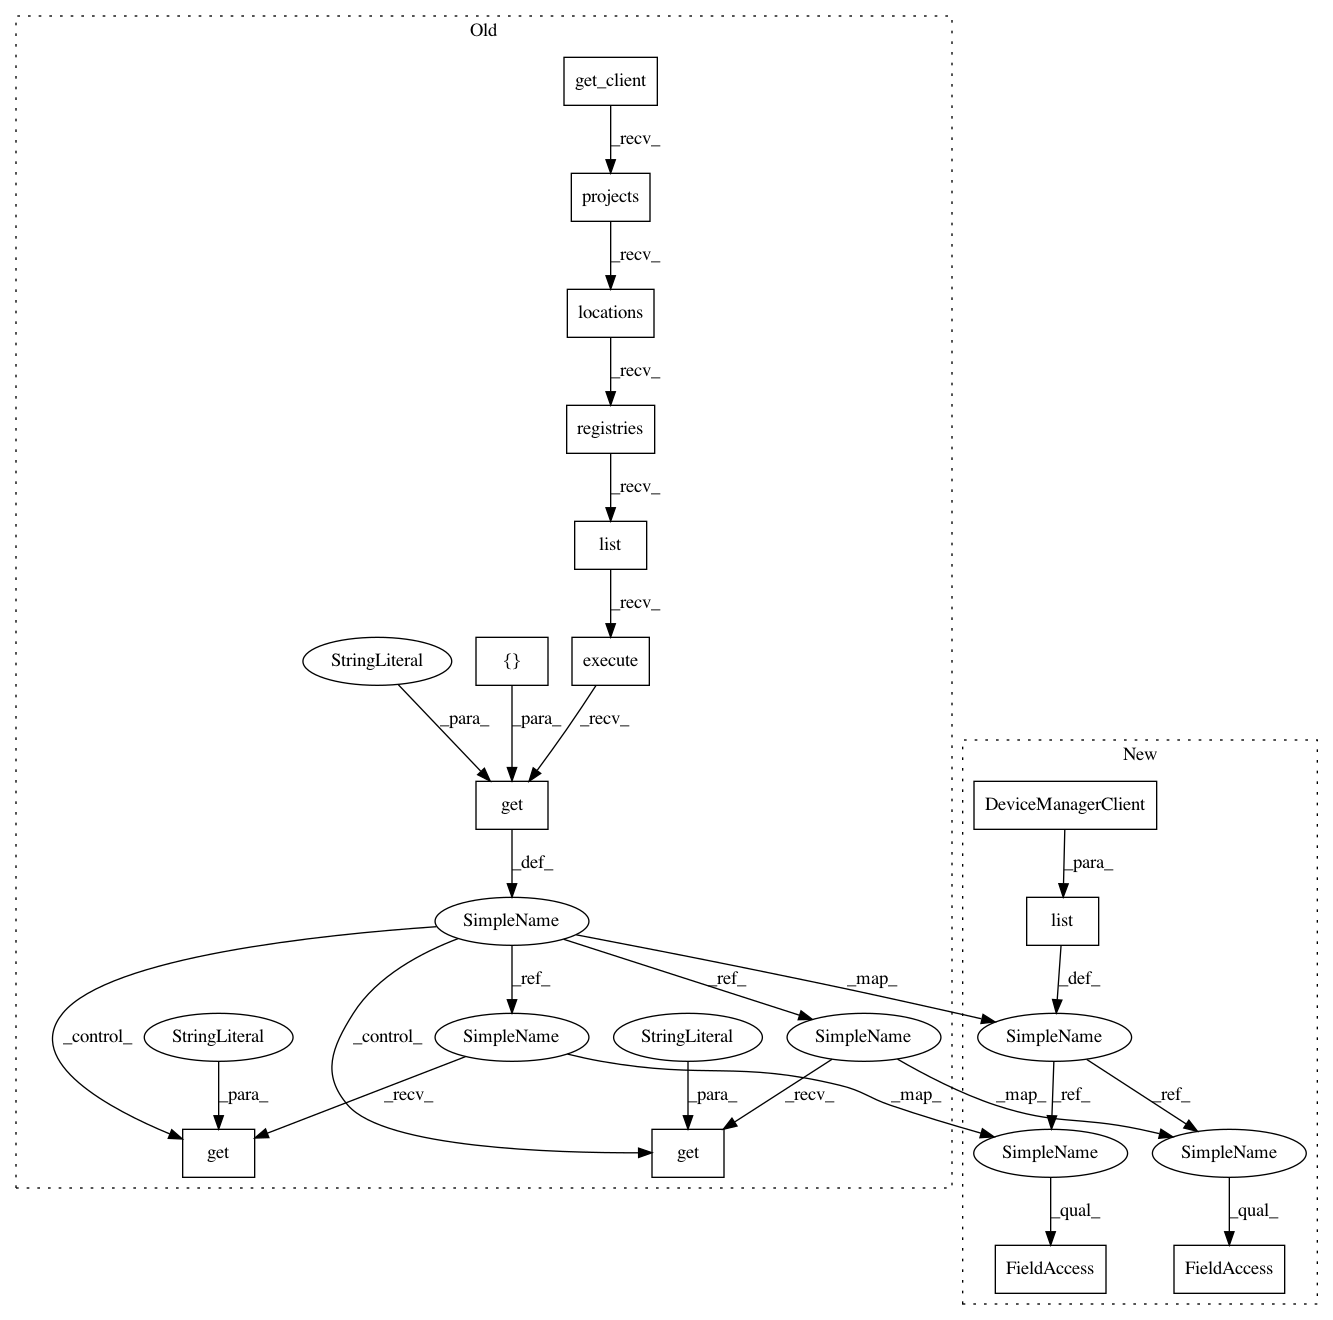 Old
get_client
_recv_
projects
_recv_
locations
_recv_
registries
_recv_
list
_recv_
StringLiteral
{}
execute
_para_
_para_
_recv_
New
get
DeviceManagerClient
_def_
_para_
SimpleName
list
_ref_
_ref_
_map_
_def_
_control_
StringLiteral
_control_
SimpleName
StringLiteral
SimpleName
SimpleName
_para_
_recv_
_para_
_recv_
_map_
_map_
_ref_
_ref_
get
get
SimpleName
SimpleName
_qual_
_qual_
FieldAccess
FieldAccess